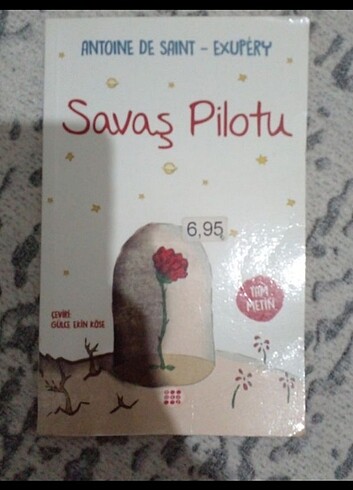 ANTOINE DE SAINT - EXUPÉRY
Savaş Pilotu
6,95
TAM
METİN
ÇEVİRİ
GÜLCE EKİN KÖSE